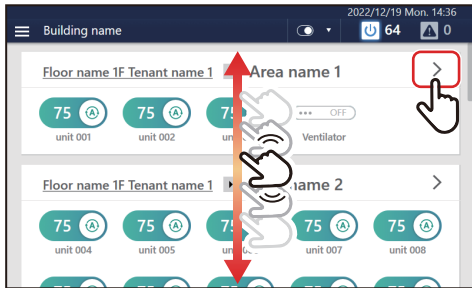 2022/12/19 Mon. 14:36
Building name 64 0
Floor name 1F Tenant name 1 Area name 1
75 A 75 A 75 ••• OFF
unit 001 unit 002 Ventilator
Floor name 1F Tenant name 1 name 2
75 A 75 A 75 75 A 75 A
unit 004 unit 005 unit 007 unit 008